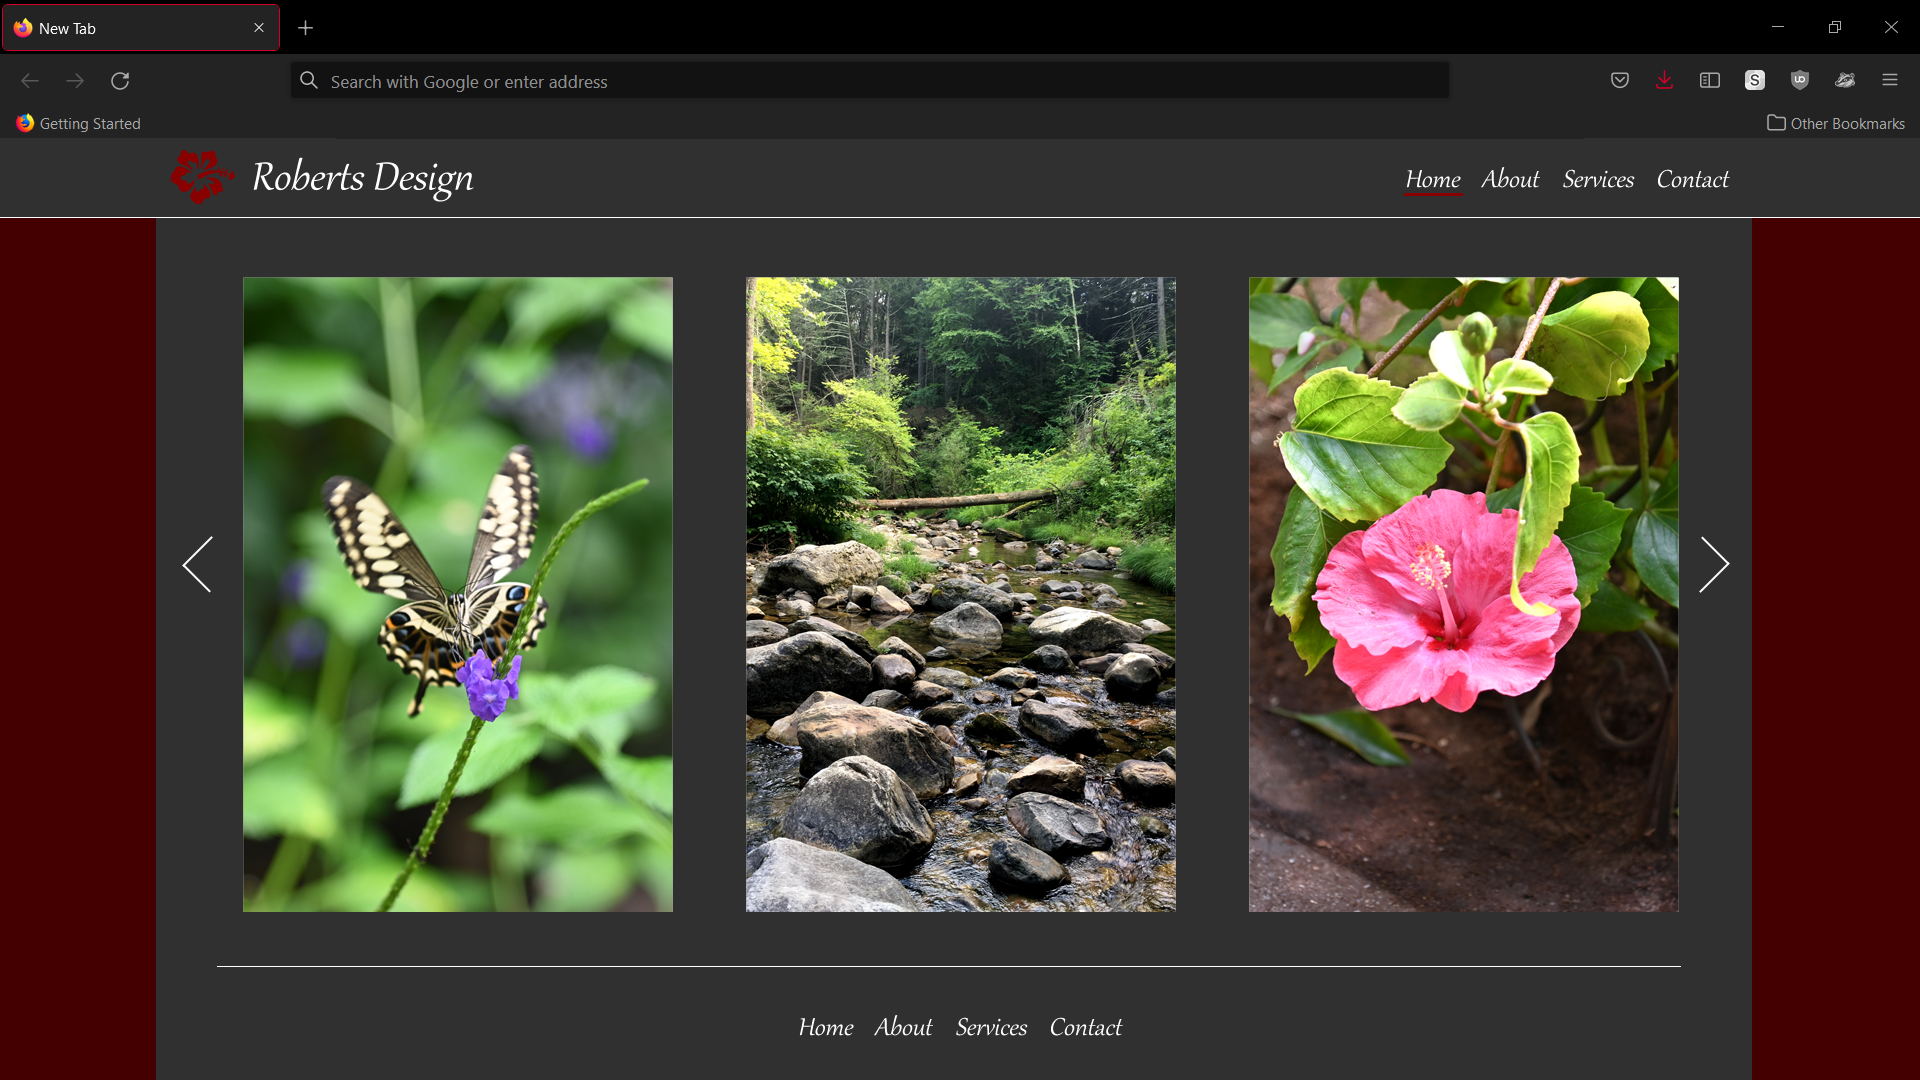 New Tab
Search with Google or enter address
S
Getting Started
Other Bookmarks
Roberts Design
Home About Services Contact
Home About Services Contact